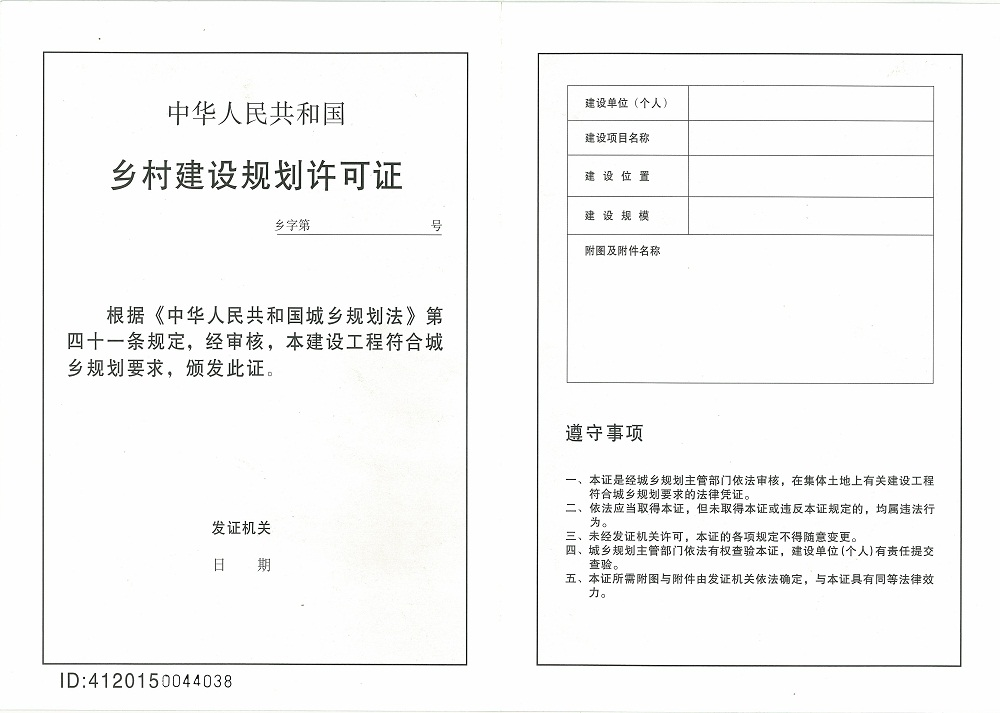 中华人民共和国
乡村建设规划许可证
乡字第 号
根据《中华人民共和国城乡规划法》第
四十一条规定，经审核，本建设工程符合城
乡规划要求，颁发此证。
发证机关
日 期
ID:4120150044038
建设单位（个人）
建设项目名称
建设位置
建设规模
附图及附件名称
遵守事项
一、本证是经城乡规划主管部门依法审核，在集体土地上有关建设工程
符合城乡规划要求的法律凭证。
二、依法应当取得本证，但未取得本证或违反本证规定的，均属违法行
为。
三、未经发证机关许可，本证的各项规定不得随意变更。
四、城乡规划主管部门依法有权查验本证，建设单位(个人)有责任提交
查验。
五、本证所需附图与附件由发证机关依法确定，与本证具有同等法律效
力。